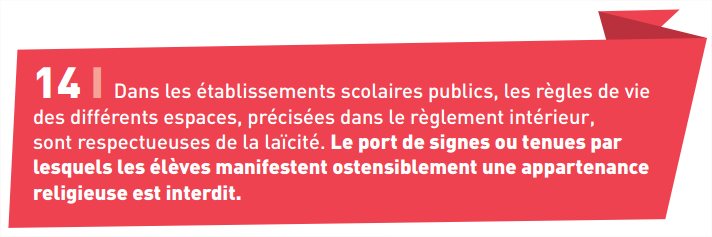 14 | Dans les établissements scolaires publics, les règles de vie
des différents espaces, précisées dans le règlement intérieur,
sont respectueuses de la laïcité. Le port de signes ou tenues par
lesquels les élèves manifestent ostensiblement une appartenance
religieuse est interdit.